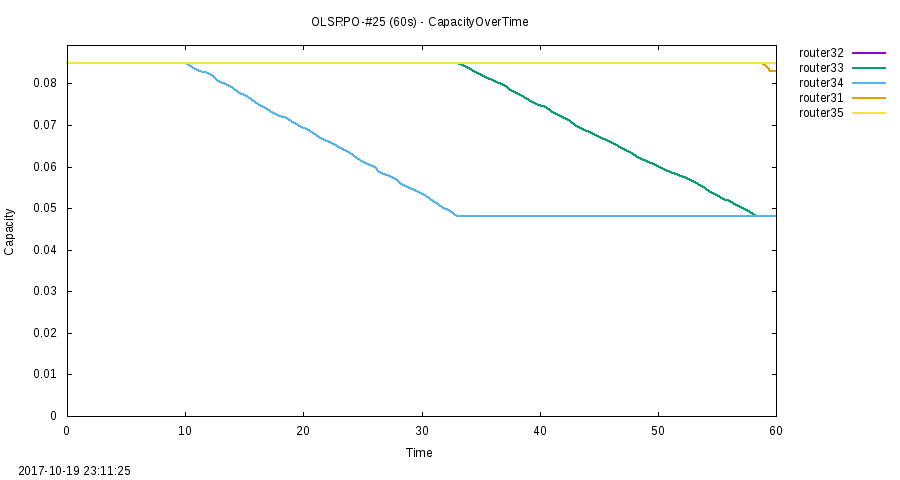 OLSRPO-#25 (60s) - CapacityOverTime
router32
router33
router34
router31
router35
0.08
0.07
0.06
0.05
0.04
0.03
0.02
0.01
0
Capacity
0 10 20 30 40 50 60
Time
2017-10-19 23:11:25